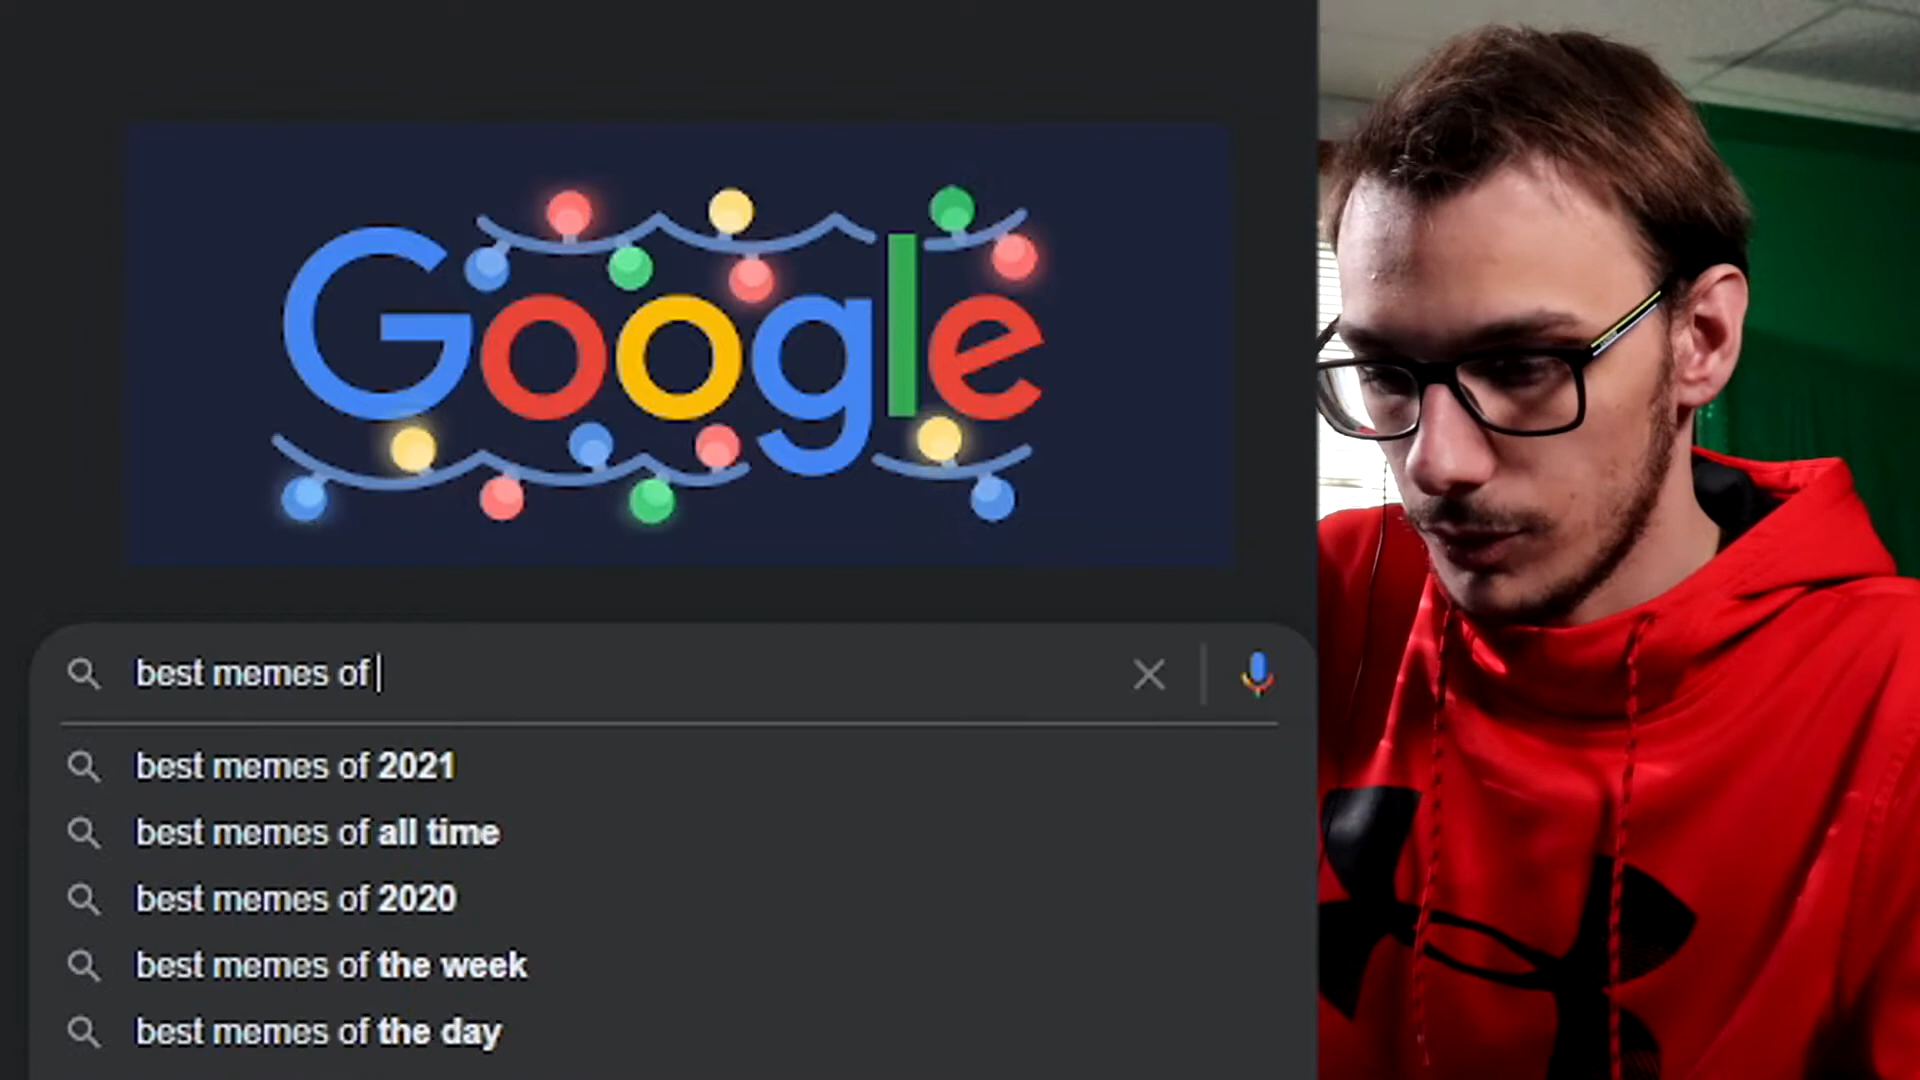 Google
best memes of
best memes of 2021
best memes of all time
best memes of 2020
best memes of the week
best memes of the day